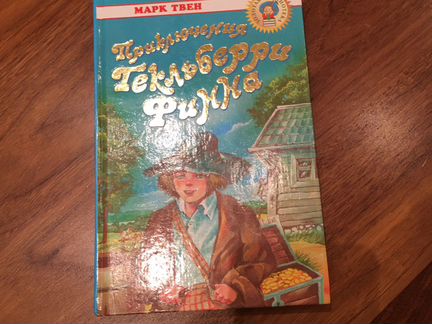 МАРК ТВЕН
Приключения
Гекльберри
Финна